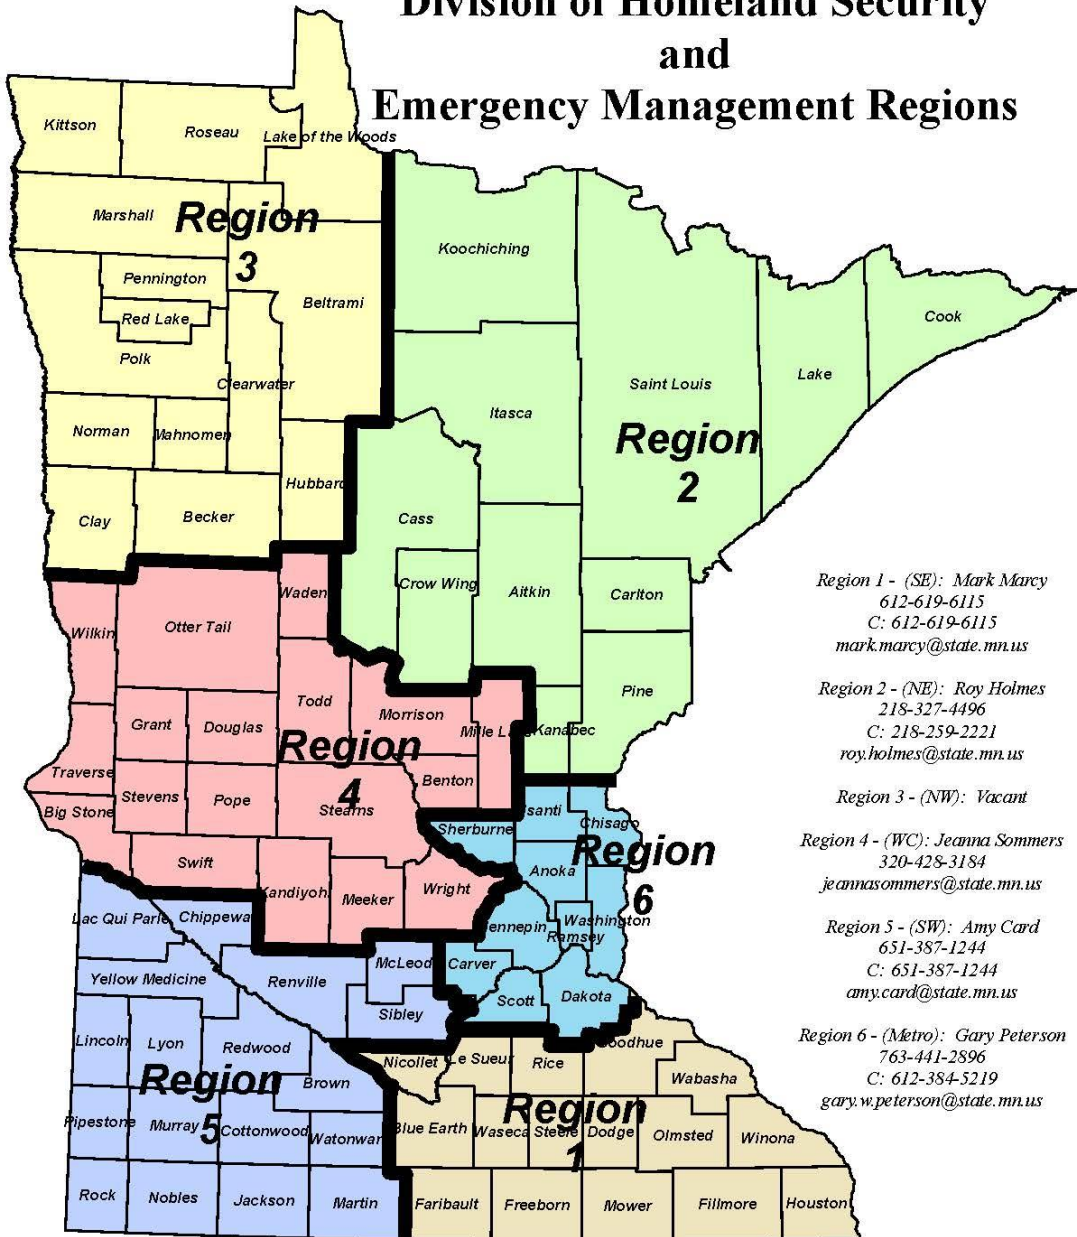 Division of Homeland Security
and
Emergency Management Regions
Kittson
Roseau
Lake of the Woods
Marshall
Region
3
Koochiching
Pennington
Beltrami
Red Lake
Cook
Polk
Clearwater
Saint Louis
Lake
Itasca
Norman
Mahnomen
Region
2
Hubbard
Clay
Becker
Cass
Crow Wing
Aitkin
Carlton
Waden
Wilkin
Otter Tail
Pine
Todd
Morrison
Grant
Douglas
Mille La
Kanabec
Region
4
Traverse
Benton
Stevens
Pope
Stearns
Big Stone
santi
Chisago
Sherburne
Region
6
Swift
Anoka
Kandiyohi
Meeker
Wright
Washington
ennepin
Ramsey
Lac Qui Parle
Chippewa
McLeod
Carver
Yellow Medicine
Renville
Scott
Dakota
Sibley
Lincoln
Lyon
Redwood
Nicollet
Le Sueur
Rice
oodhue
Brown
Wabasha
Region
5
Region
1
Pipestone
Murray
Cottonwood
Watonwan
Blue Earth
Waseca
Steele
Dodge
Olmsted
Winona
Rock
Nobles
Jackson
Martin
Faribault
Freeborn
Mower
Fillmore
Houston
Region 1 - (SE): Mark Marcy
612-619-6115
C: 612-619-6115
mark.marcy@state.mn.us
Region 2 - (NE): Roy Holmes
218-327-4496
C: 218-259-2221
roy.holmes@state.mn.us
Region 3 - (NW): Vacant
Region 4 - (WC): Jeanna Sommers
320-428-3184
jeannasommers@state.mn.us
Region 5 - (SW): Amy Card
651-387-1244
C: 651-387-1244
amy.card@state.mn.us
Region 6 - (Metro): Gary Peterson
763-441-2896
C: 612-384-5219
gary.w.peterson@state.mn.us